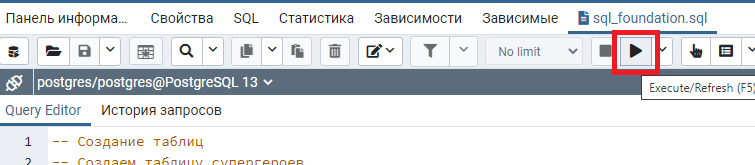 Панель информа... Свойства SQL Статистика Зависимости Зависимые sql_foundation.sql
No limit
postgres/postgres@PostgreSQL 13
Execute/Refresh (F5)
Query Editor История запросов
1 -- Создание таблиц
2 -- Создаем таблицу супергероев